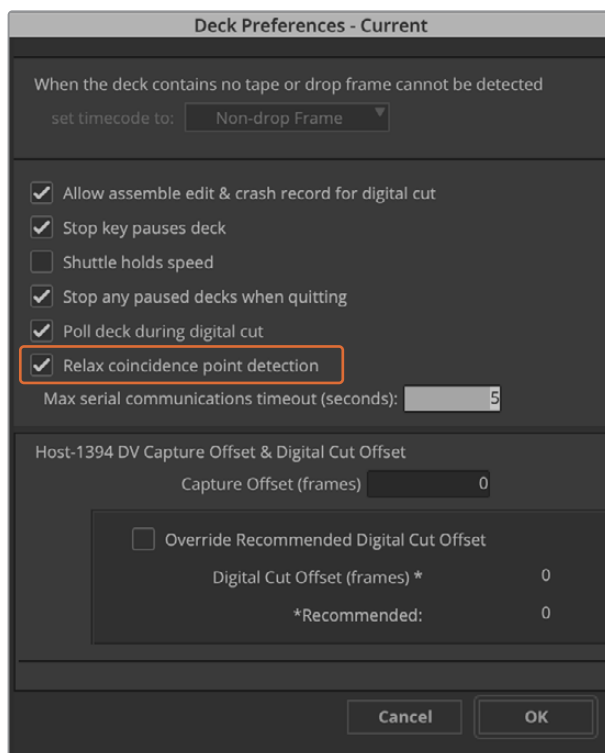 Deck Preferences - Current
When the deck contains no tape or drop frame cannot be detected
set timecode to: Non-drop Frame
Allow assemble edit & crash record for digital cut
Stop key pauses deck
Shuttle holds speed
Stop any paused decks when quitting
Poll deck during digital cut
Relax coincidence point detection
Max serial communications timeout (seconds): 5
Host-1394 DV Capture Offset & Digital Cut Offset
Capture Offset (frames) 0
Override Recommended Digital Cut Offset
Digital Cut Offset (frames) * 0
*Recommended: 0
Cancel OK